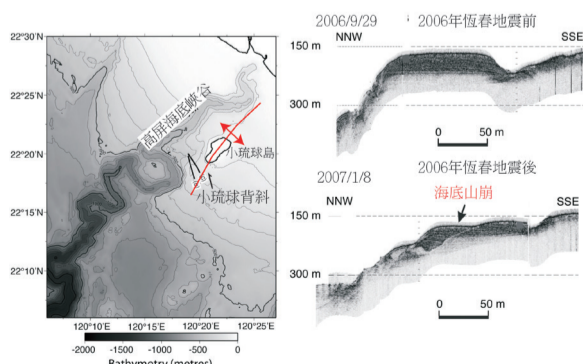 22°30'N
22°25'N
22°20'N
22°15'N
22°10'N
高屏海底峽谷
小琉球島
小琉球背斜
120°10'E
120°15'E
120°20'E
120°25'E
-2000
-1500
-1000
-500
0
Bathymetry (metres)
2006/9/29
2006年恆春地震前
NNW
SSE
150 m
300 m
0
50 m
2007/1/8
2006年恆春地震後
NNW
海底山崩
SSE
150 m
300 m
0
50 m